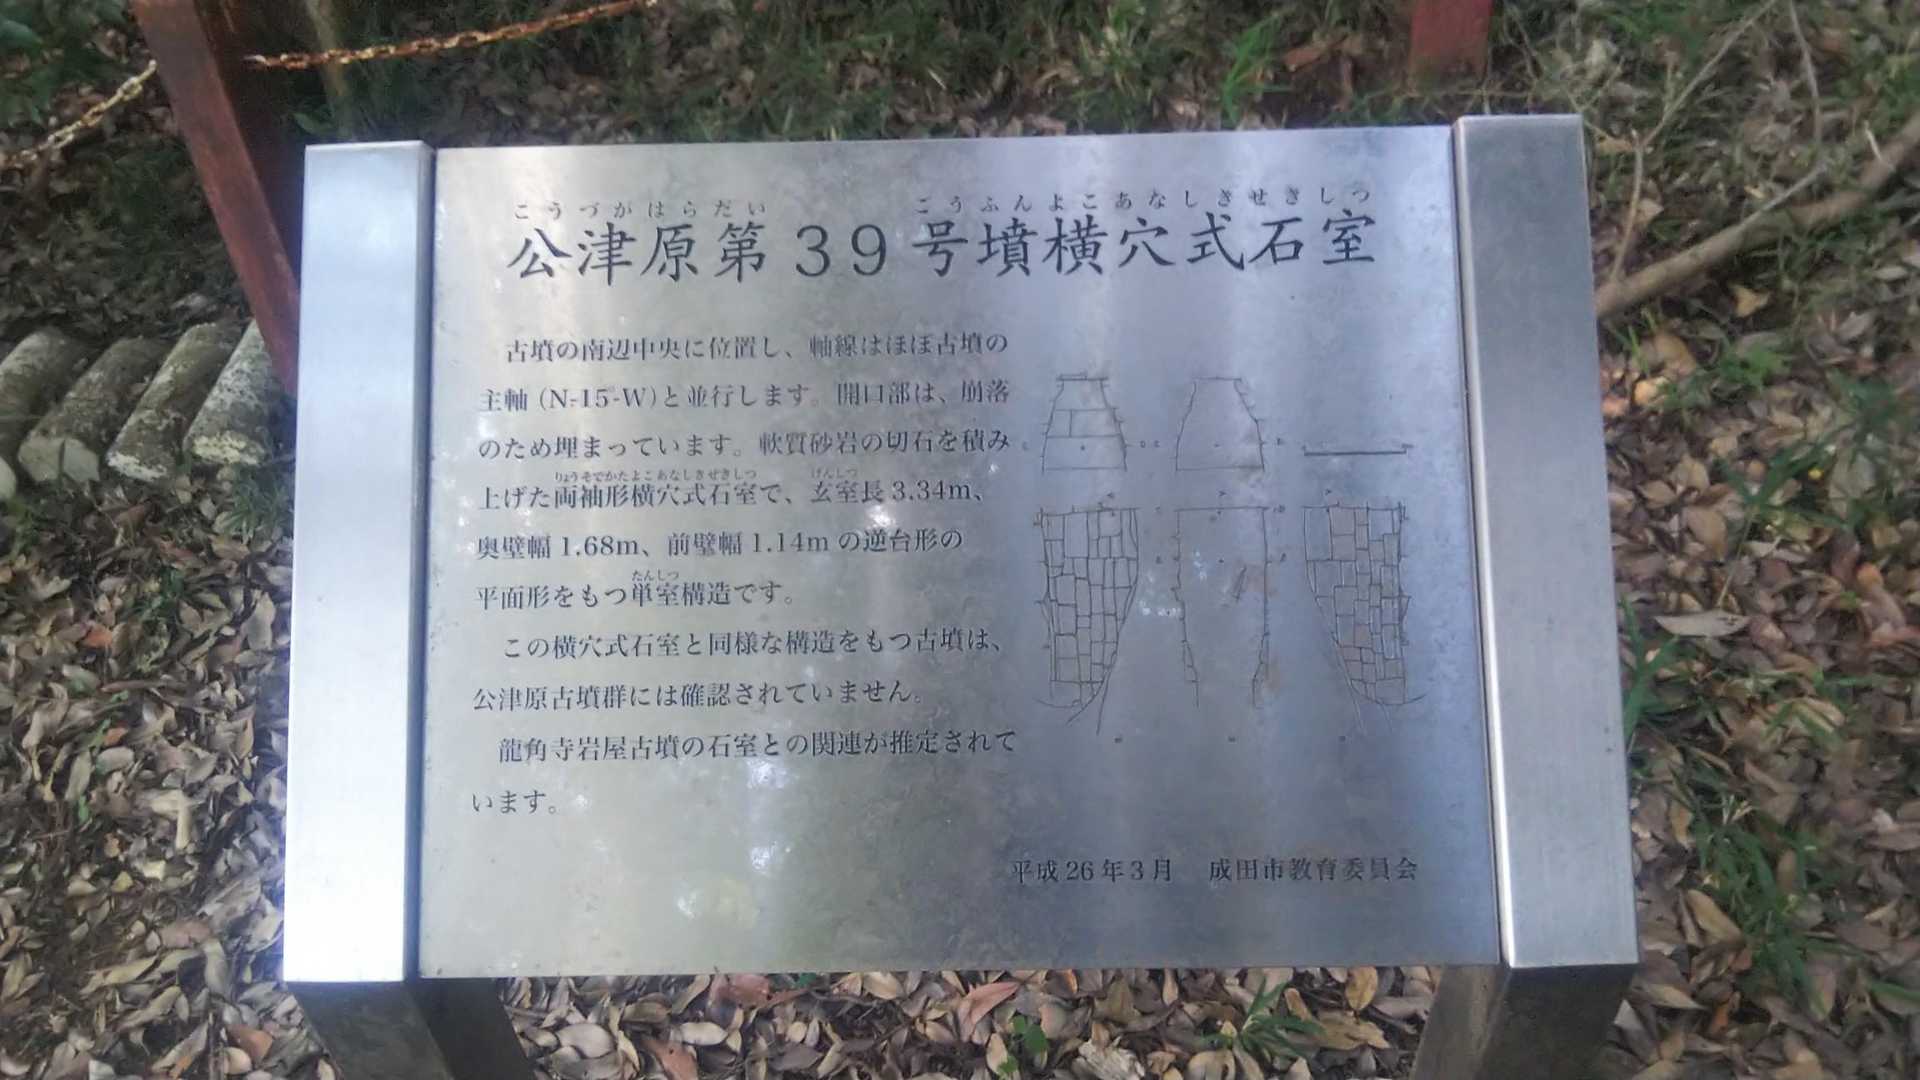 こうづがはらだい　ごうふんよこあなしきせきしつ
公津原第39号墳横穴式石室
古墳の南辺中央に位置し、軸線はほぼ古墳の
主軸(N-15-W)と並行します。開口部は、崩落
のため埋まっています。軟質砂岩の切石を積み
りょうそでかたよこあなしきせきしつ　げんしつ
上げた両袖形横穴式石室で、玄室長3.34m、
奥壁幅1.68m、前壁幅1.14mの逆台形の
たんしつ
平面形をもつ単室構造です。
この横穴式石室と同様な構造をもつ古墳は、
公津原古墳群には確認されていません。
龍角寺岩屋古墳の石室との関連が推定されて
います。
平成26年3月　成田市教育委員会